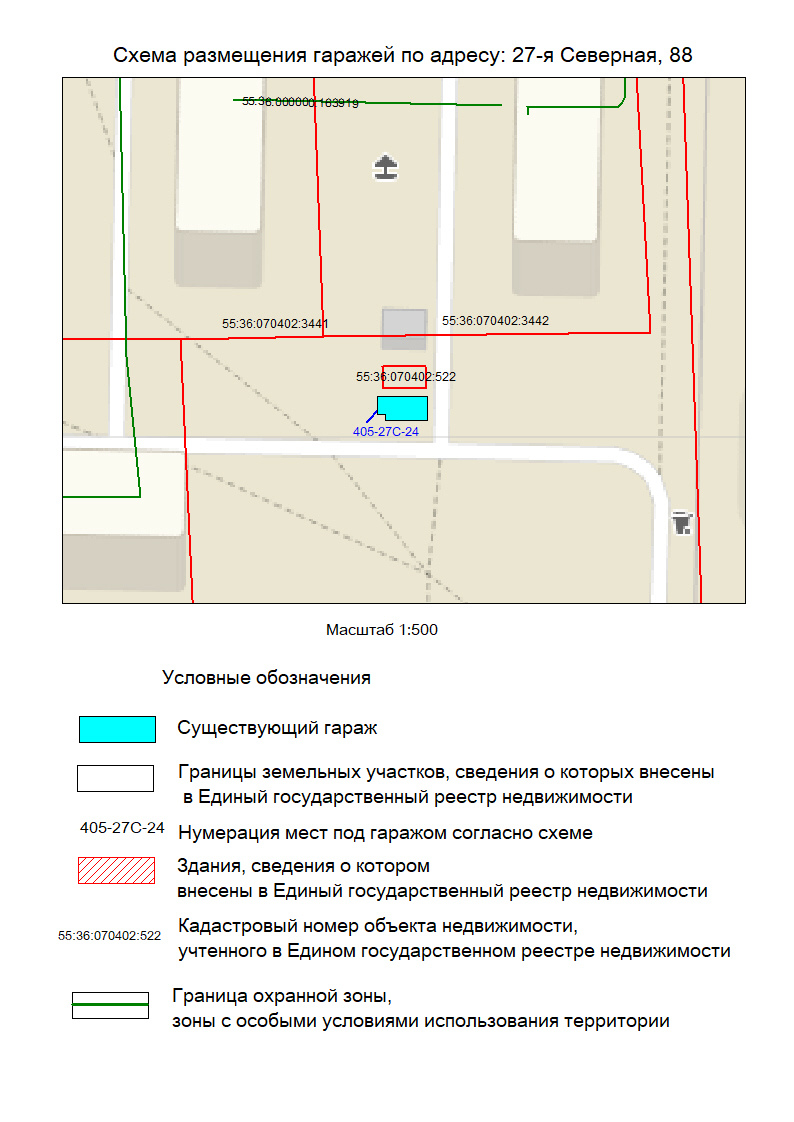 Схема размещения гаражей по адресу: 27-я Северная, 88
55:36:000000:163919
55:36:070402:3441
55:36:070402:3442
55:36:070402:522
405-27С-24
Масштаб 1:500
Условные обозначения
Существующий гараж
Границы земельных участков, сведения о которых внесены
в Единый государственный реестр недвижимости
405-27С-24
Нумерация мест под гаражом согласно схеме
Здания, сведения о котором
внесены в Единый государственный реестр недвижимости
55:36:070402:522
Кадастровый номер объекта недвижимости,
учтенного в Едином государственном реестре недвижимости
Граница охранной зоны,
зоны с особыми условиями использования территории